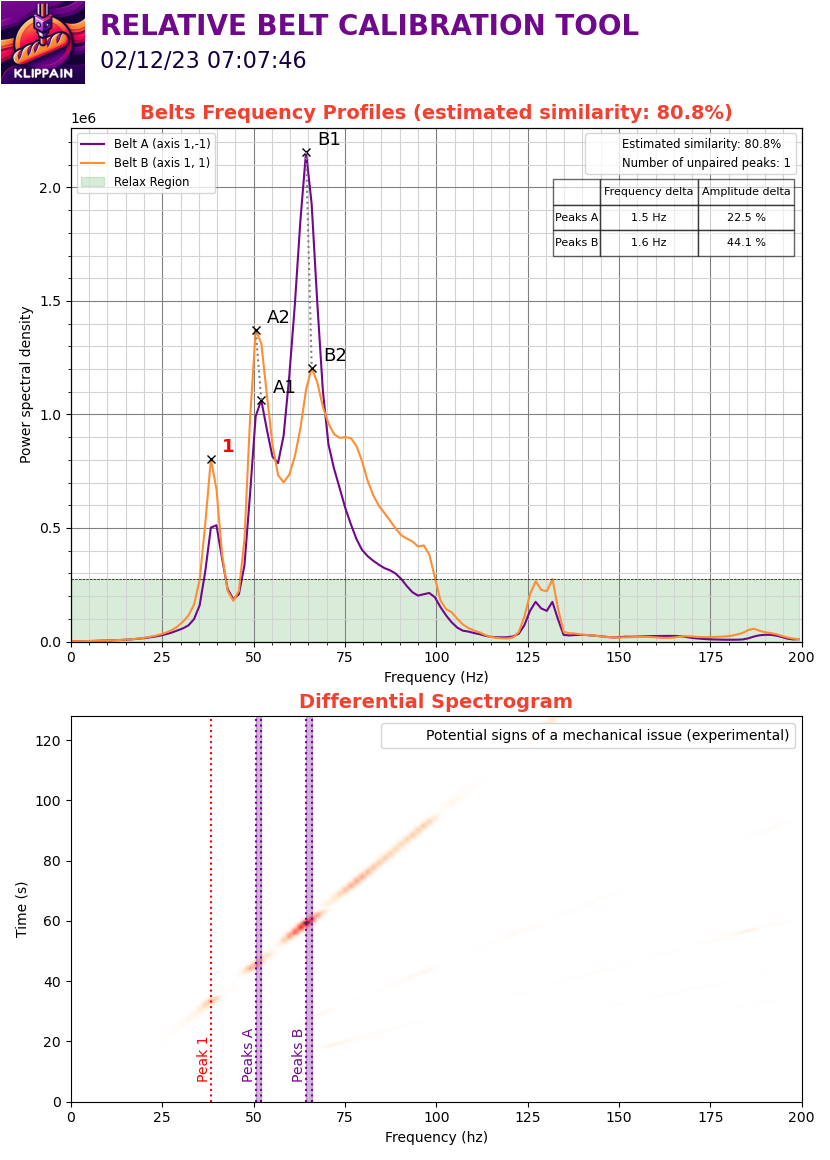 RELATIVE BELT CALIBRATION TOOL
02/12/23 07:07:46
KLIPPAIN
Belts Frequency Profiles (estimated similarity: 80.8%)
1e6
Belt A (axis 1,-1)
Belt B (axis 1, 1)
Relax Region
Estimated similarity: 80.8%
Number of unpaired peaks: 1
Frequency delta Amplitude delta
Peaks A 1.5 Hz 22.5 %
Peaks B 1.6 Hz 44.1 %
B1
A2
B2
A1
1
Power spectral density
2.0
1.5
1.0
0.5
0.0
0 25 50 75 100 125 150 175 200
Frequency (Hz)
Differential Spectrogram
Potential signs of a mechanical issue (experimental)
Time (s)
120
100
80
60
40
20
0
Peak 1
Peaks A
Peaks B
0 25 50 75 100 125 150 175 200
Frequency (hz)